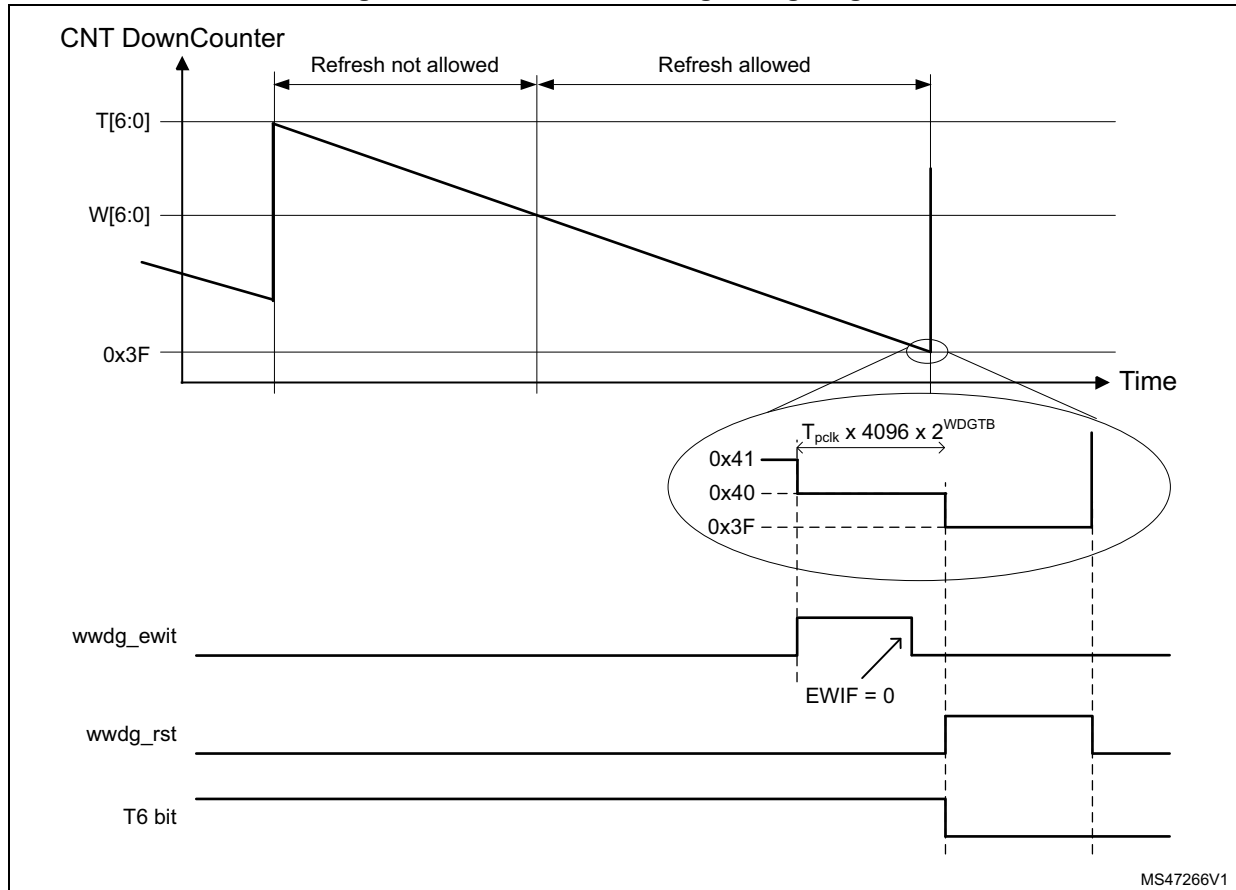 CNT DownCounter
Refresh not allowed
Refresh allowed
T[6:0]
W[6:0]
0x3F
Time
Tpclk x 4096 x 2^WDGTB
0x41
0x40
0x3F
wwdg_ewit
EWIF = 0
wwdg_rst
T6 bit
MS47266V1